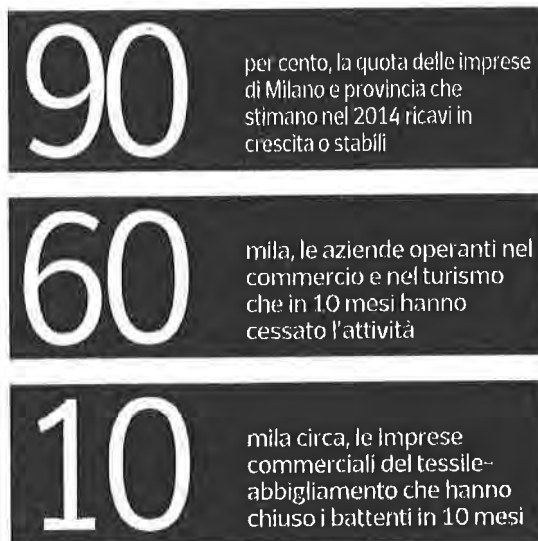 90
per cento, la quota delle imprese
di Milano e provincia che
stimano nel 2014 ricavi in
crescita o stabili
60
mila, le aziende operanti nel
commercio e nel turismo
che in 10 mesi hanno
cessato l'attività
10
mila circa, le imprese
commerciali del tessile-
abbigliamento che hanno
chiuso i battenti in 10 mesi